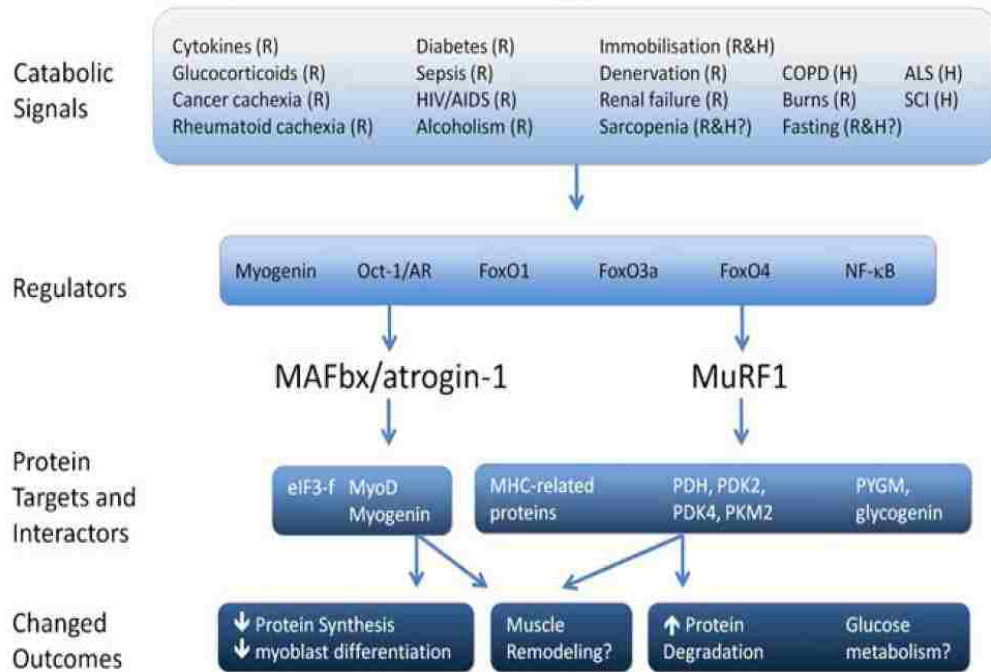 Catabolic
Signals
Cytokines (R)
Glucocorticoids (R)
Cancer cachexia (R)
Rheumatoid cachexia (R)
Diabetes (R)
Sepsis (R)
HIV/AIDS (R)
Alcoholism (R)
Immobilisation (R&H)
Denervation (R)
Renal failure (R)
Sarcopenia (R&H?)
COPD (H)
Burns (R)
Fasting (R&H?)
ALS (H)
SCI (H)
Regulators
Myogenin
Oct-1/AR
FoxO1
FoxO3a
FoxO4
NF-κB
MAFbx/atrogin-1
MuRF1
Protein
Targets and
Interactors
eIF3-f
MyoD
Myogenin
MHC-related
proteins
PDH, PDK2,
PDK4, PKM2
PYGM,
glycogenin
Changed
Outcomes
↓ Protein Synthesis
↓ myoblast differentiation
Muscle
Remodeling?
↑ Protein
Degradation
Glucose
metabolism?